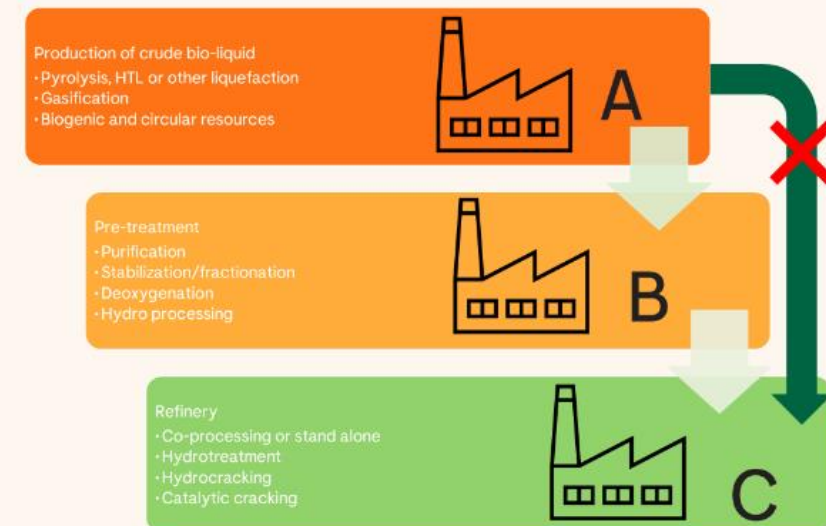 Production of crude bio-liquid
• Pyrolysis, HTL or other liquefaction
• Gasification
• Biogenic and circular resources
A
Pre-treatment
• Purification
• Stabilization/fractionation
• Deoxygenation
• Hydro processing
B
Refinery
• Co-processing or stand alone
• Hydrotreatment
• Hydrocracking
• Catalytic cracking
C